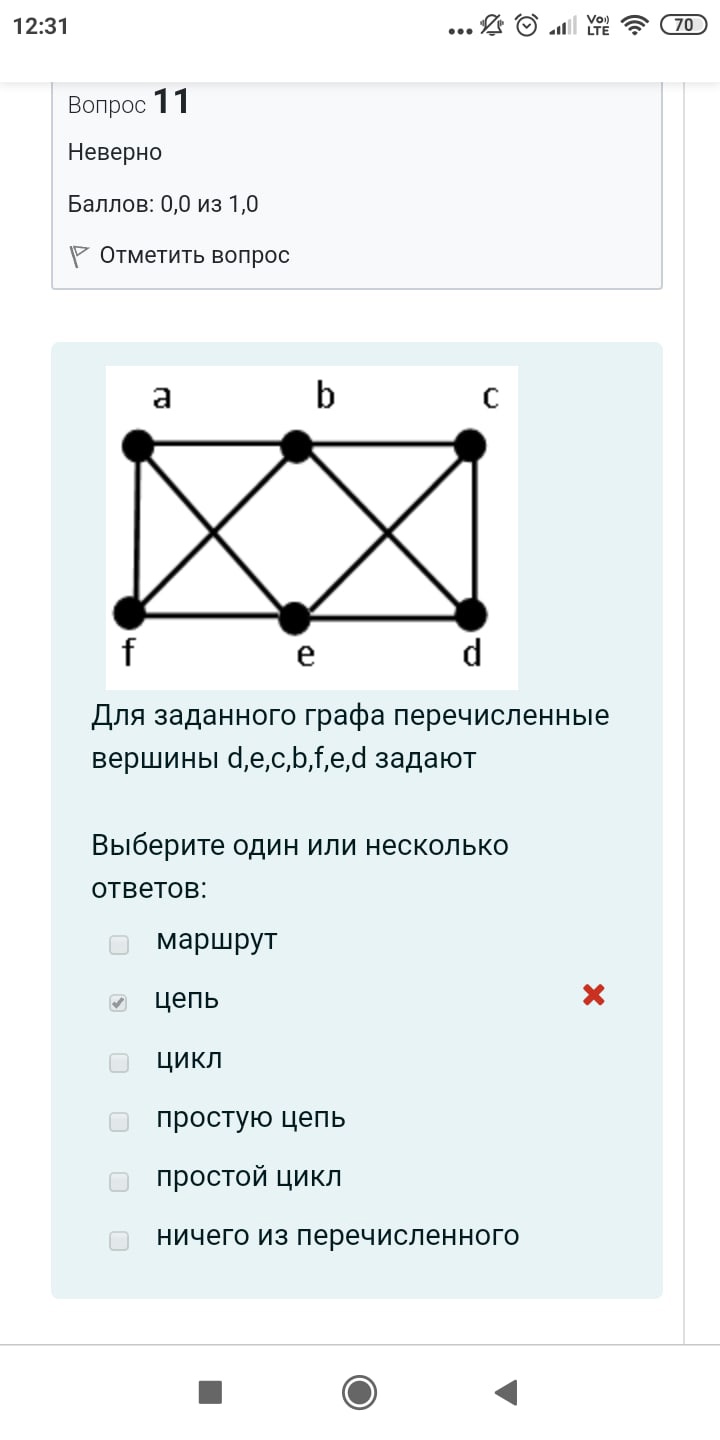 12:31
Vo)) LTE
70
Вопрос 11
Неверно
Баллов: 0,0 из 1,0
Отметить вопрос
a b c
f e d
Для заданного графа перечисленные
вершины d,e,c,b,f,e,d задают
Выберите один или несколько
ответов:
маршрут
цепь
цикл
простую цепь
простой цикл
ничего из перечисленного